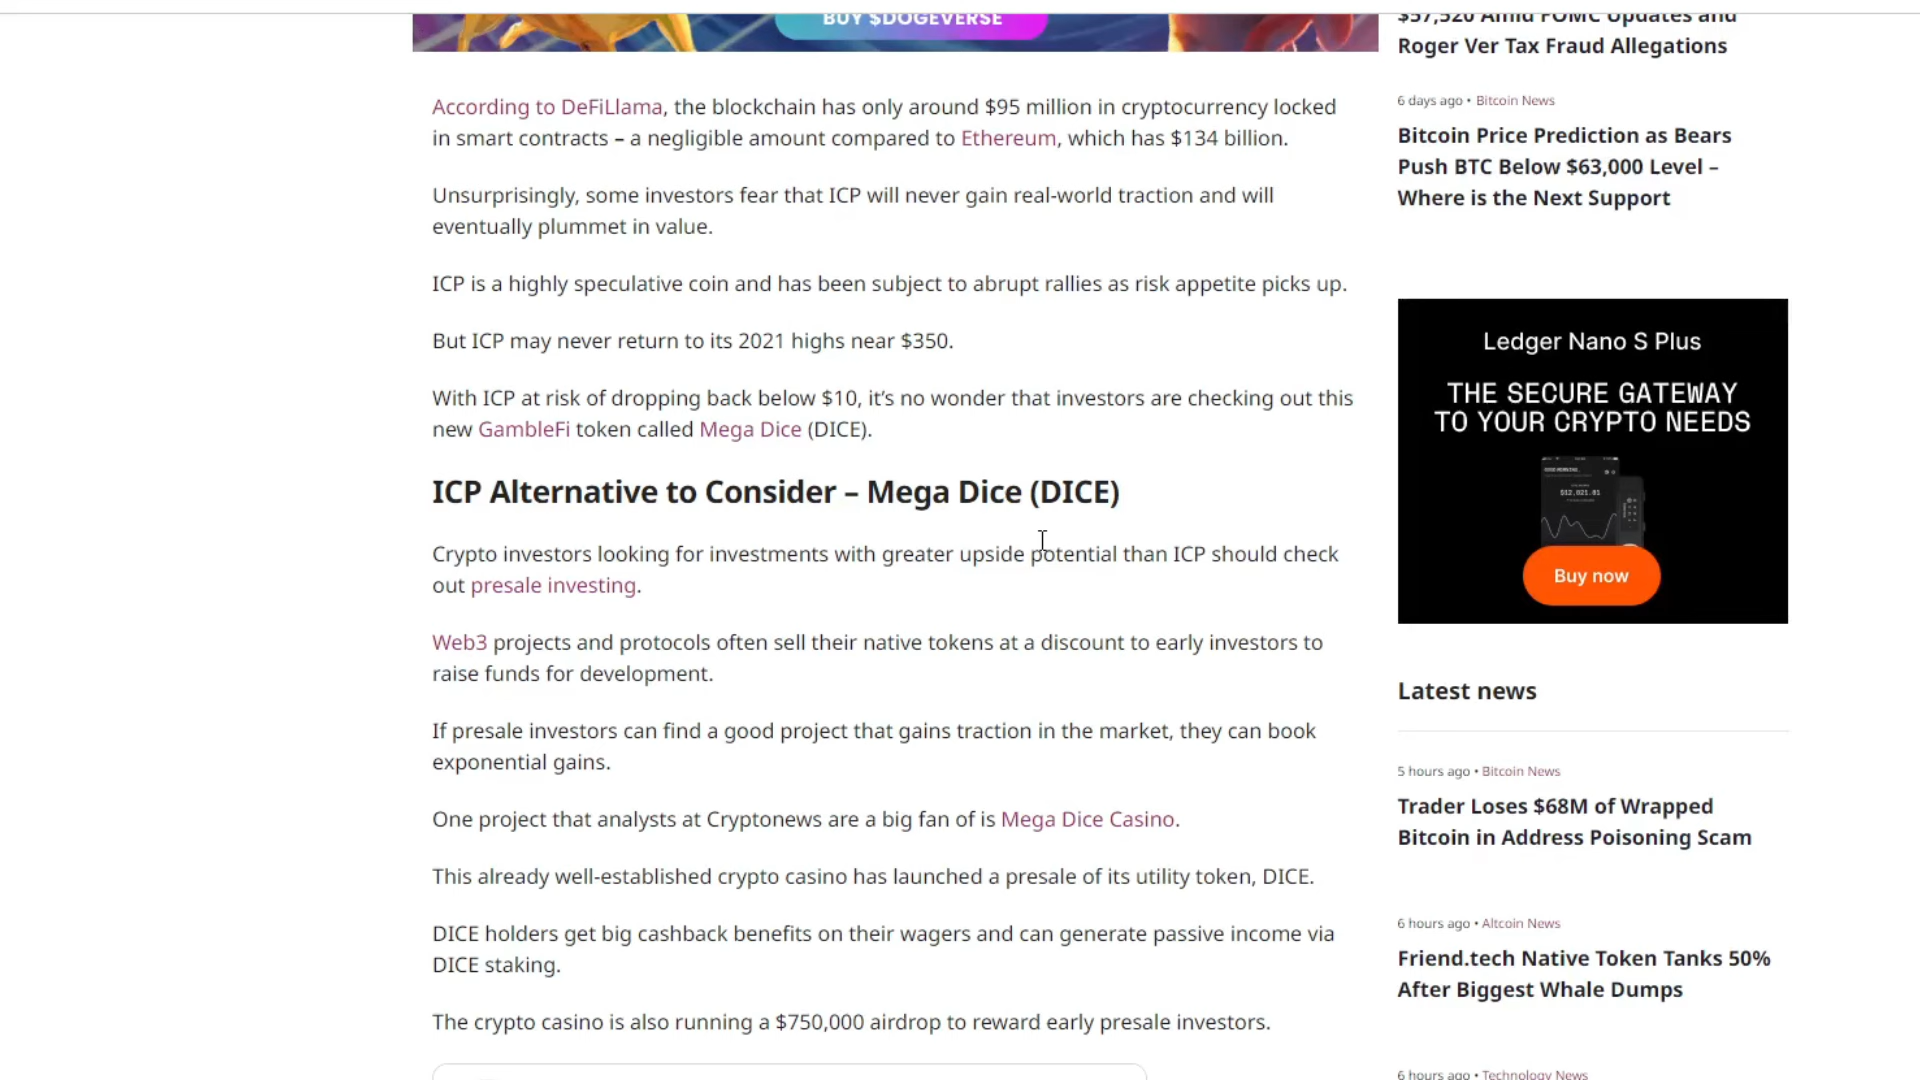 BUY $DOGEVERSE
According to DeFiLlama, the blockchain has only around $95 million in cryptocurrency locked
in smart contracts – a negligible amount compared to Ethereum, which has $134 billion.
Unsurprisingly, some investors fear that ICP will never gain real-world traction and will
eventually plummet in value.
ICP is a highly speculative coin and has been subject to abrupt rallies as risk appetite picks up.
But ICP may never return to its 2021 highs near $350.
With ICP at risk of dropping back below $10, it’s no wonder that investors are checking out this
new GambleFi token called Mega Dice (DICE).
ICP Alternative to Consider – Mega Dice (DICE)
Crypto investors looking for investments with greater upside potential than ICP should check
out presale investing.
Web3 projects and protocols often sell their native tokens at a discount to early investors to
raise funds for development.
If presale investors can find a good project that gains traction in the market, they can book
exponential gains.
One project that analysts at Cryptonews are a big fan of is Mega Dice Casino.
This already well-established crypto casino has launched a presale of its utility token, DICE.
DICE holders get big cashback benefits on their wagers and can generate passive income via
DICE staking.
The crypto casino is also running a $750,000 airdrop to reward early presale investors.
$57,520 Amid FOMC Updates and
Roger Ver Tax Fraud Allegations
6 days ago • Bitcoin News
Bitcoin Price Prediction as Bears
Push BTC Below $63,000 Level –
Where is the Next Support
Ledger Nano S Plus
THE SECURE GATEWAY
TO YOUR CRYPTO NEEDS
Buy now
Latest news
5 hours ago • Bitcoin News
Trader Loses $68M of Wrapped
Bitcoin in Address Poisoning Scam
6 hours ago • Altcoin News
Friend.tech Native Token Tanks 50%
After Biggest Whale Dumps
6 hours ago • Technology News